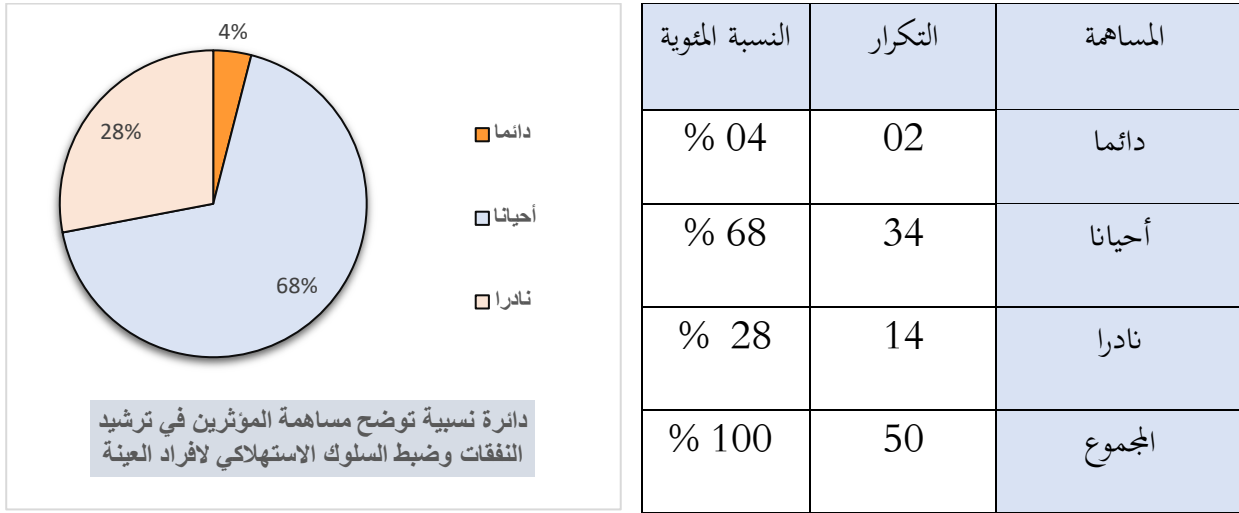 المساهمة التكرار النسبة المئوية
دائما 02 04 %
أحيانا 34 68 %
نادرا 14 28 %
المجموع 50 100 %
4%
28%
68%
دائما
أحيانا
نادرا
دائرة نسبية توضح مساهمة المؤثرين في ترشيد
النفقات وضبط السلوك الاستهلاكي لافراد العينة